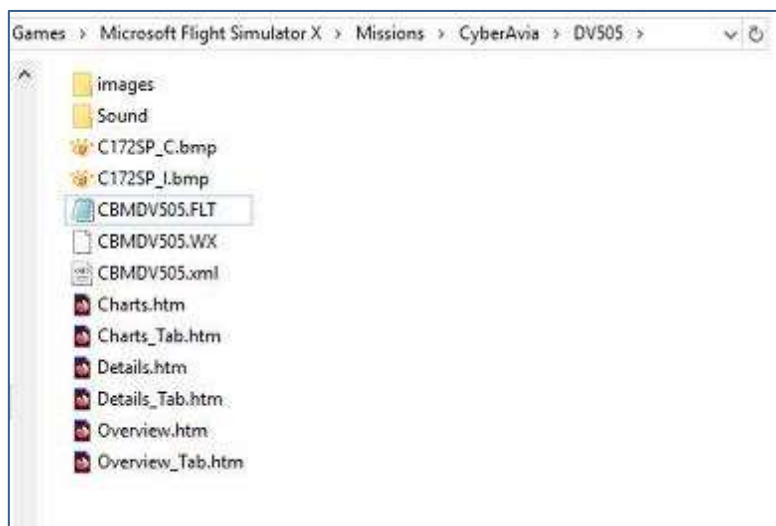 Games > Microsoft Flight Simulator X > Missions > CyberAvia > DV505 >
images
Sound
C172SP_C.bmp
C172SP_I.bmp
CBMDV505.FLT
CBMDV505.WX
CBMDV505.xml
Charts.htm
Charts_Tab.htm
Details.htm
Details_Tab.htm
Overview.htm
Overview_Tab.htm